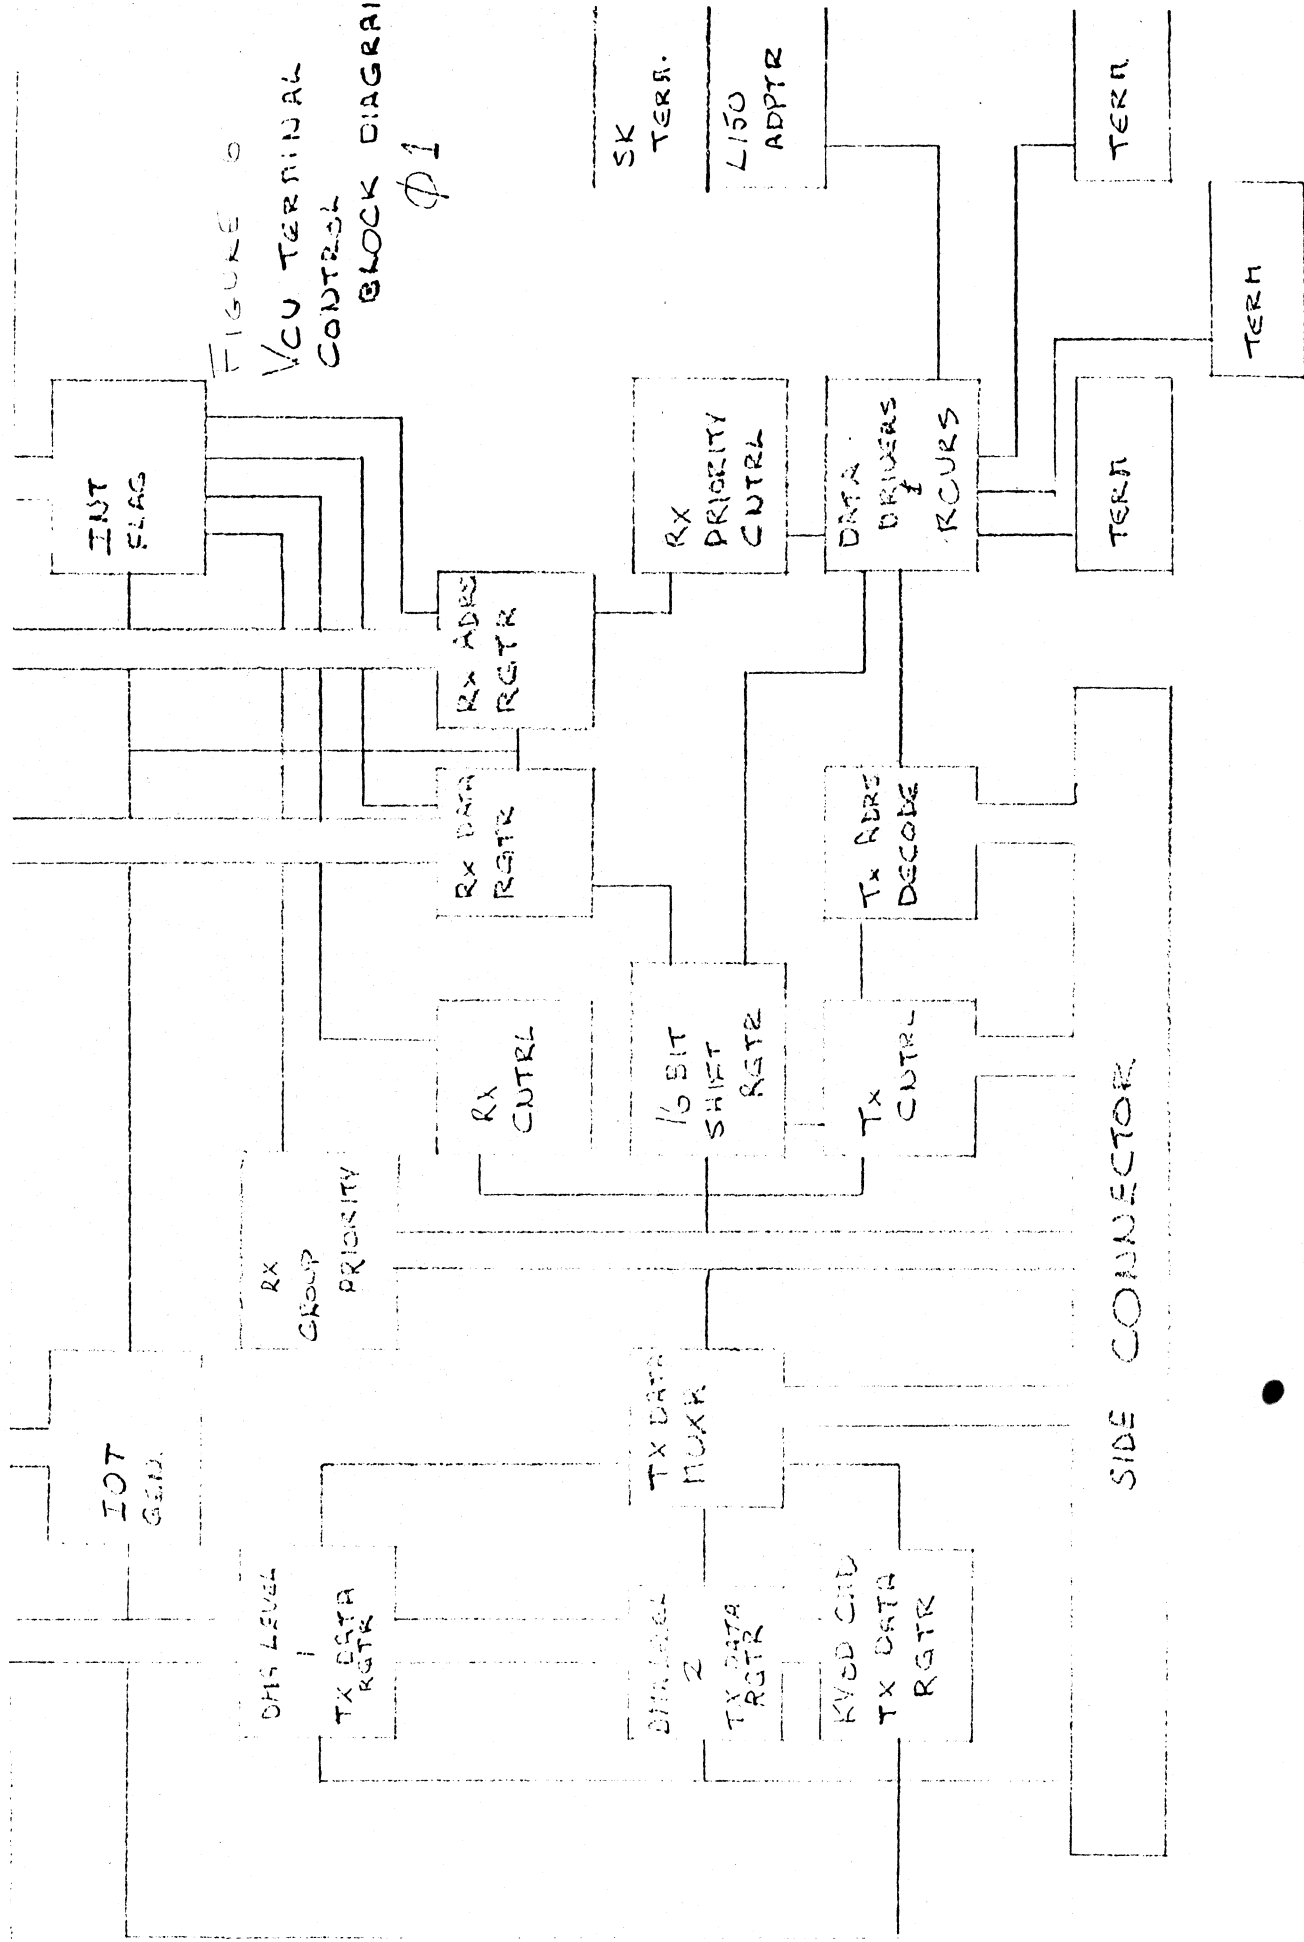 FIGURE 6
VCU TERMINAL
CONTROL
BLOCK DIAGRAM
Ø1
IOT
GEN.
INT
FLAG
DMA LEVEL
1
TX DATA
RGTR
RX
GROUP
PRIORITY
Rx
CNTRL
Rx DATA
RGTR
Rx ADRS
RGTR
SK
TERM.
L150
ADPTR
DMA LEVEL
2
TX DATA
RGTR
TX DATA
MUXR
16 BIT
SHIFT
RGTR
Rx
PRIORITY
CNTRL
TX DATA
RGTR
Tx
CNTRL
Tx ADRS
DECODE
DATA
DRIVERS
&
RCVRS
SIDE CONNECTOR
TERM
TERM
TERM